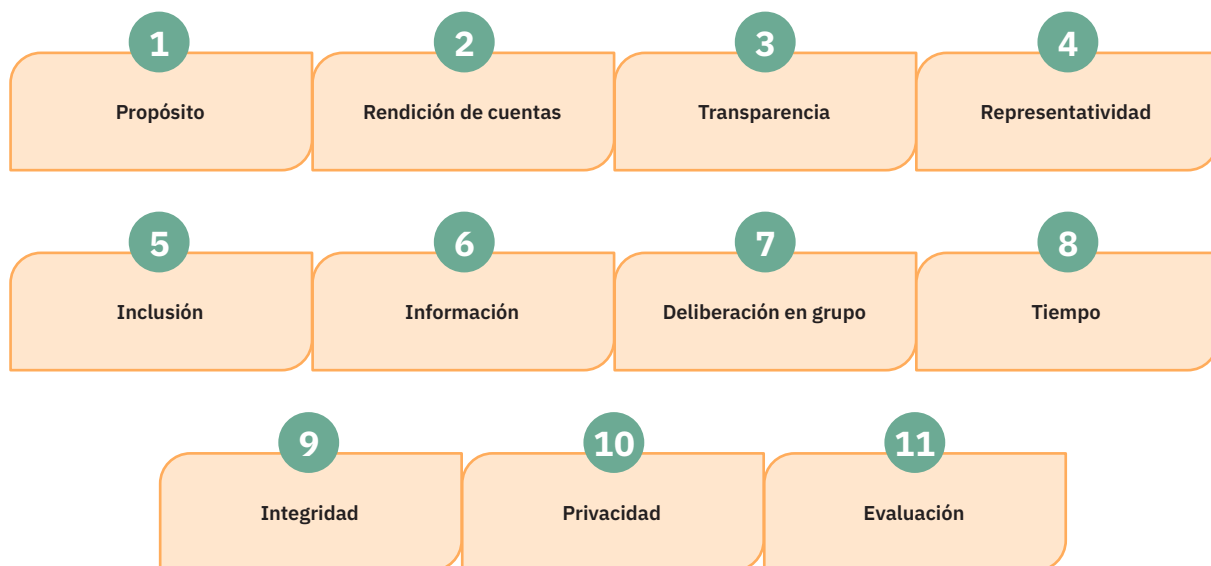 1
Propósito
2
Rendición de cuentas
3
Transparencia
4
Representatividad
5
Inclusión
6
Información
7
Deliberación en grupo
8
Tiempo
9
Integridad
10
Privacidad
11
Evaluación